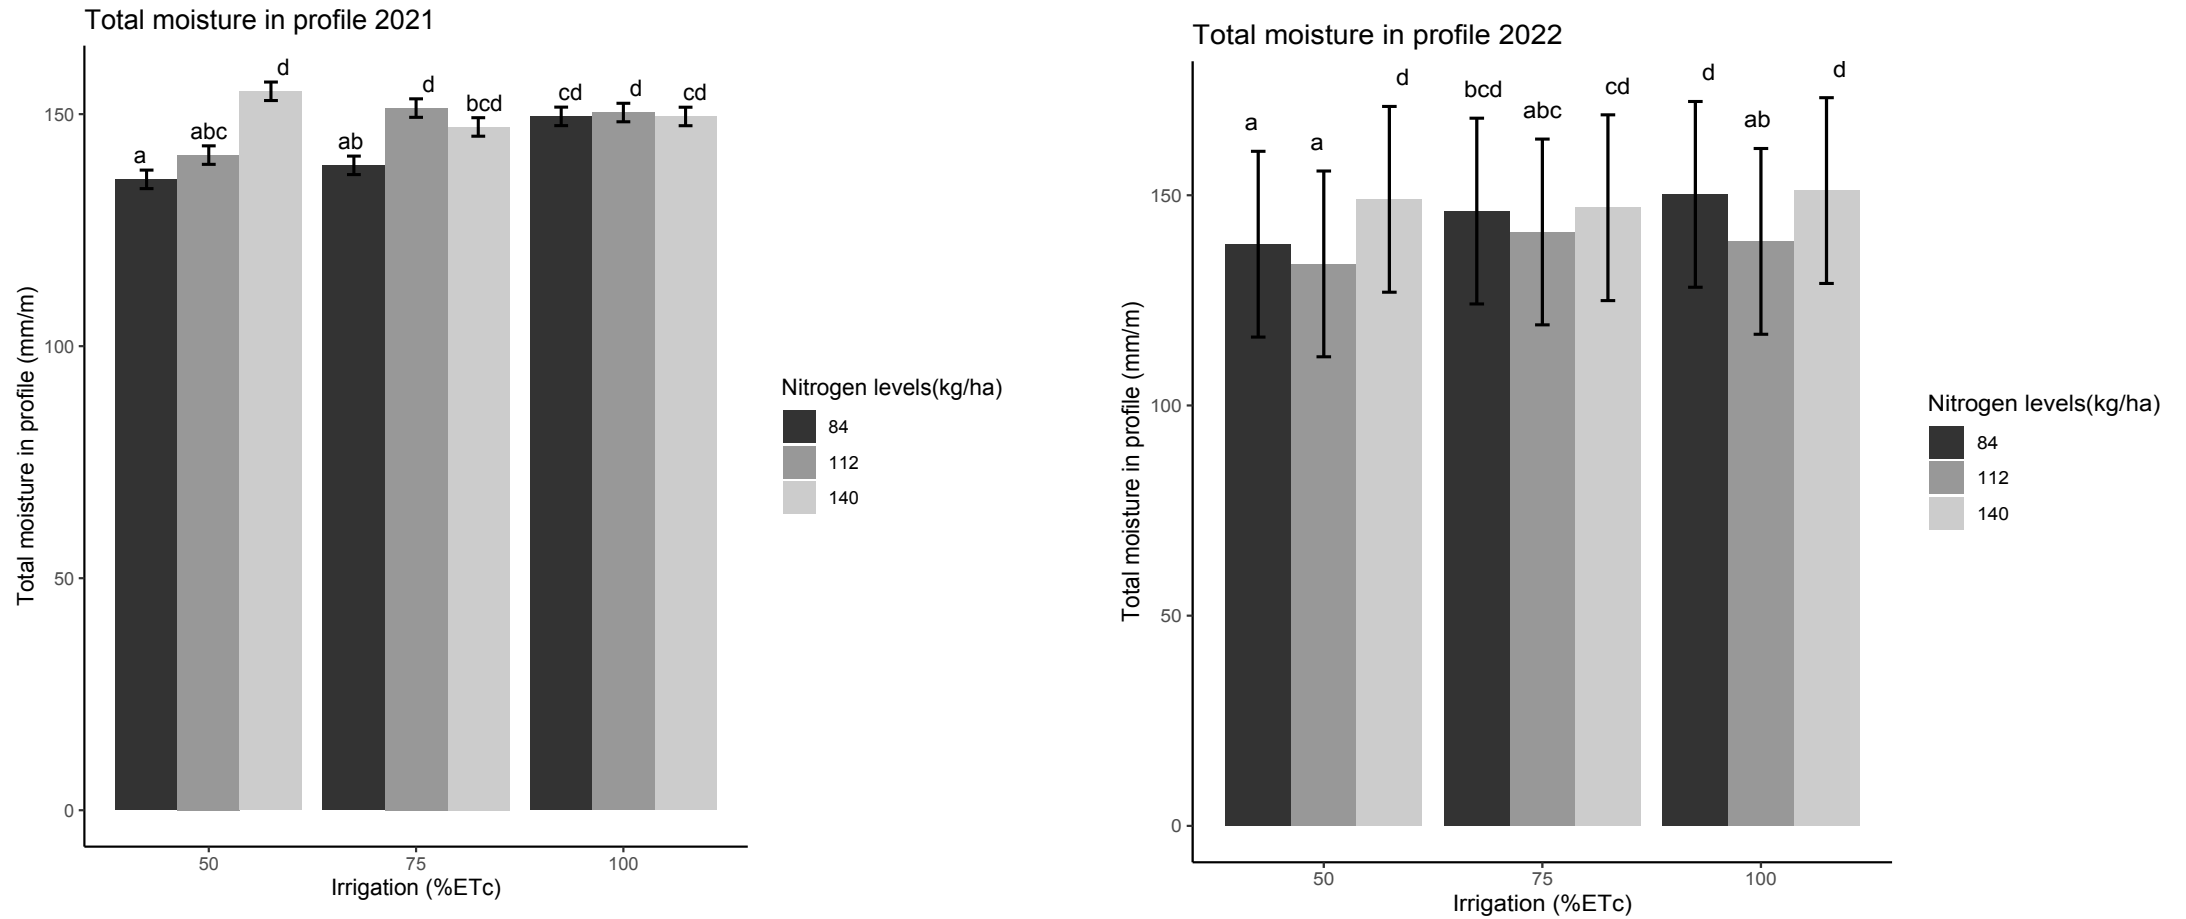 Total moisture in profile 2021
Total moisture in profile (mm/m)
150
100
50
0
a
abc
d
ab
d
bcd
cd
d
cd
50
75
100
Irrigation (%ETc)
Nitrogen levels(kg/ha)
84
112
140
Total moisture in profile 2022
Total moisture in profile (mm/m)
150
100
50
0
a
a
d
bcd
abc
cd
d
ab
d
50
75
100
Irrigation (%ETc)
Nitrogen levels(kg/ha)
84
112
140